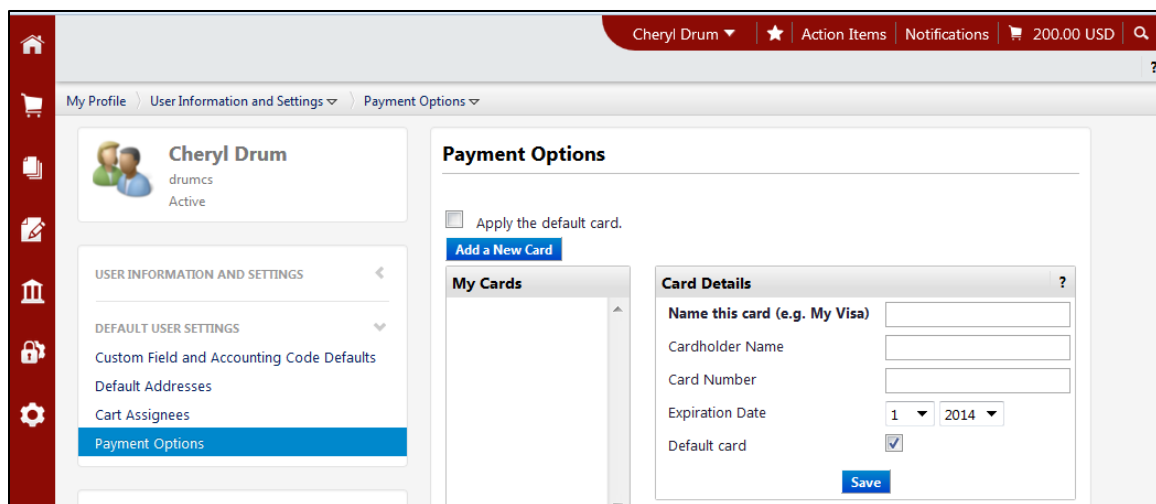 Cheryl Drum Action Items Notifications 200.00 USD
?
My Profile User Information and Settings Payment Options
Cheryl Drum
drumcs
Active
USER INFORMATION AND SETTINGS
DEFAULT USER SETTINGS
Custom Field and Accounting Code Defaults
Default Addresses
Cart Assignees
Payment Options
Payment Options
Apply the default card.
Add a New Card
My Cards
Card Details ?
Name this card (e.g. My Visa)
Cardholder Name
Card Number
Expiration Date 1 2014
Default card
Save